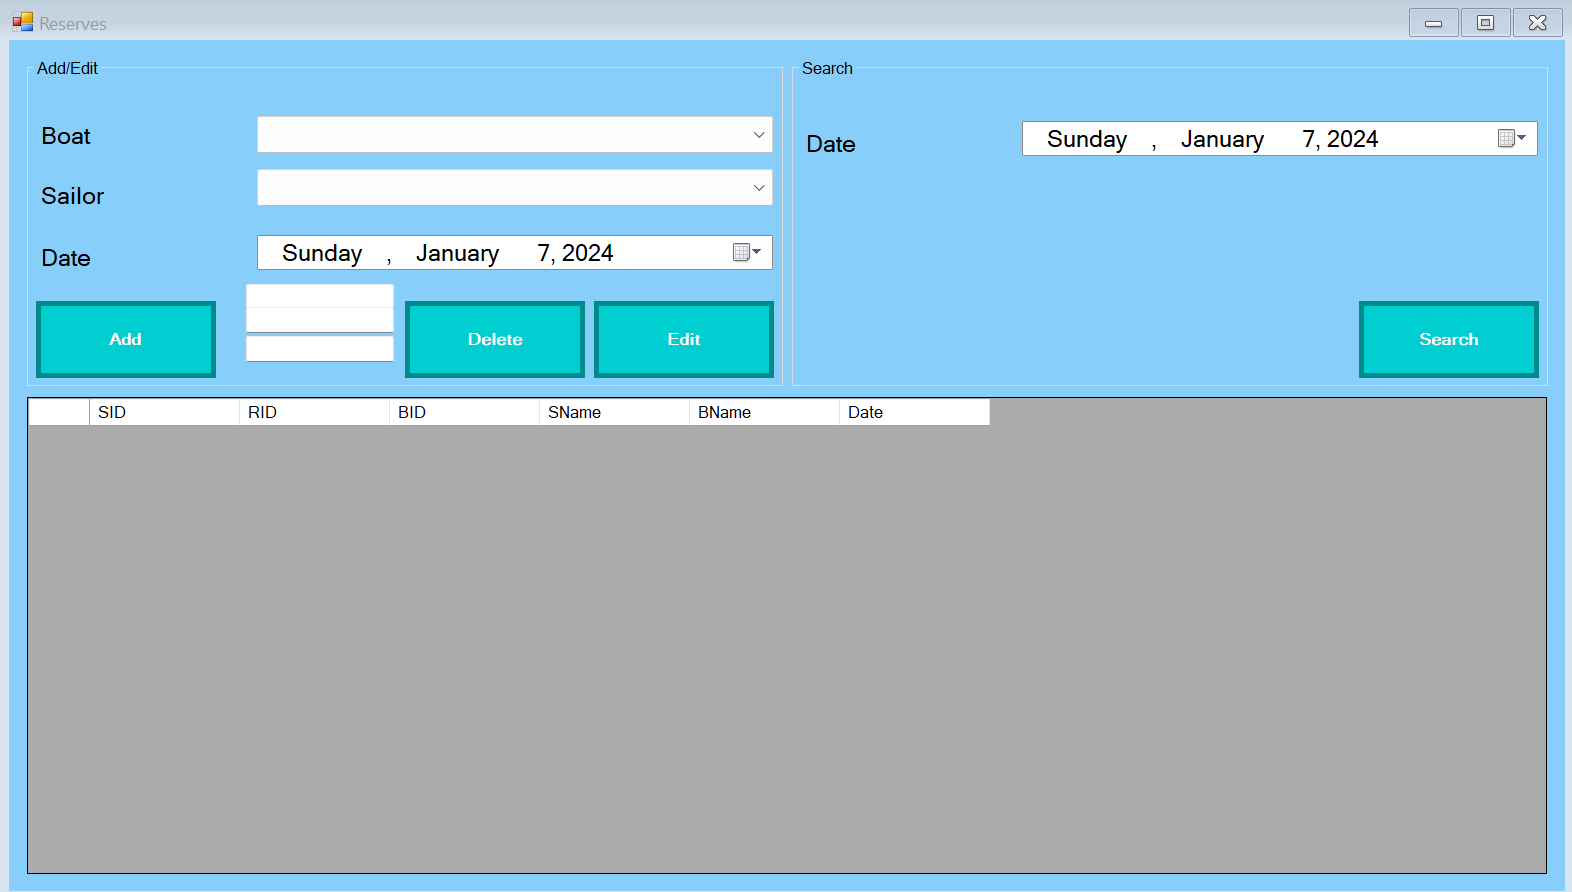 Reserves
Add/Edit
Boat
Sailor
Date
Sunday , January 7, 2024
Add
Delete
Edit
Search
Date
Sunday , January 7, 2024
Search
SID RID BID SName BName Date